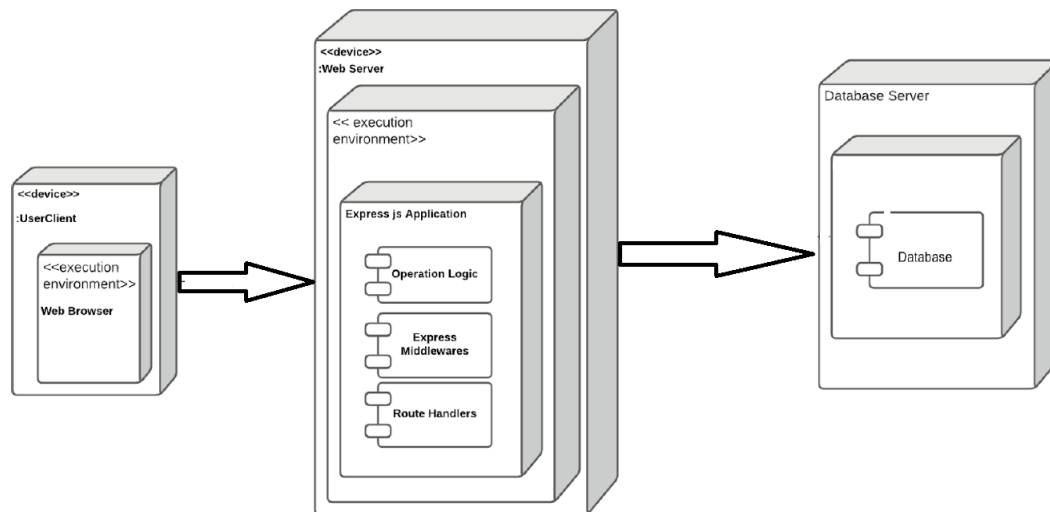 <<device>>
:UserClient
<<execution
environment>>
Web Browser
<<device>>
:Web Server
<< execution
environment>>
Express js Application
Operation Logic
Express
Middlewares
Route Handlers
Database Server
Database